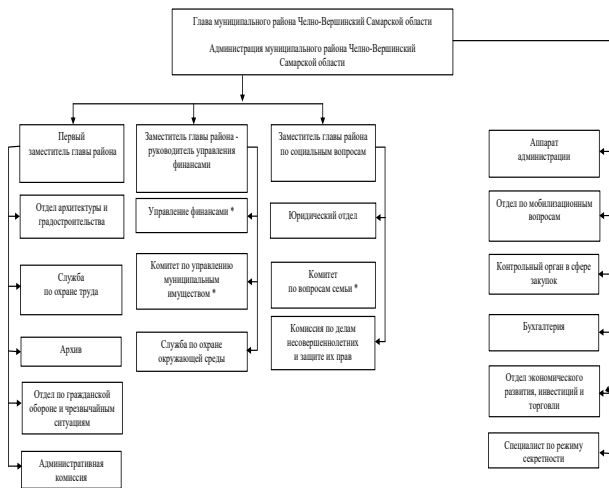 Глава муниципального района Челно-Вершинский Самарской области
Администрация муниципального района Челно-Вершинский
Самарской области
Первый
заместитель главы района
Отдел архитектуры и
градостроительства
Служба
по охране труда
Архив
Отдел по гражданской
обороне и чрезвычайным
ситуациям
Административная
комиссия
Заместитель главы района -
руководитель управления
финансами
Управление финансами *
Комитет по управлению
муниципальным
имуществом *
Служба по охране
окружающей среды
Заместитель главы района
по социальным вопросам
Юридический отдел
Комитет
по вопросам семьи *
Комиссия по делам
несовершеннолетних
и защите их прав
Аппарат
администрации
Отдел по мобилизационным
вопросам
Контрольный орган в сфере
закупок
Бухгалтерия
Отдел экономического
развития, инвестиций и
торговли
Специалист по режиму
секретности